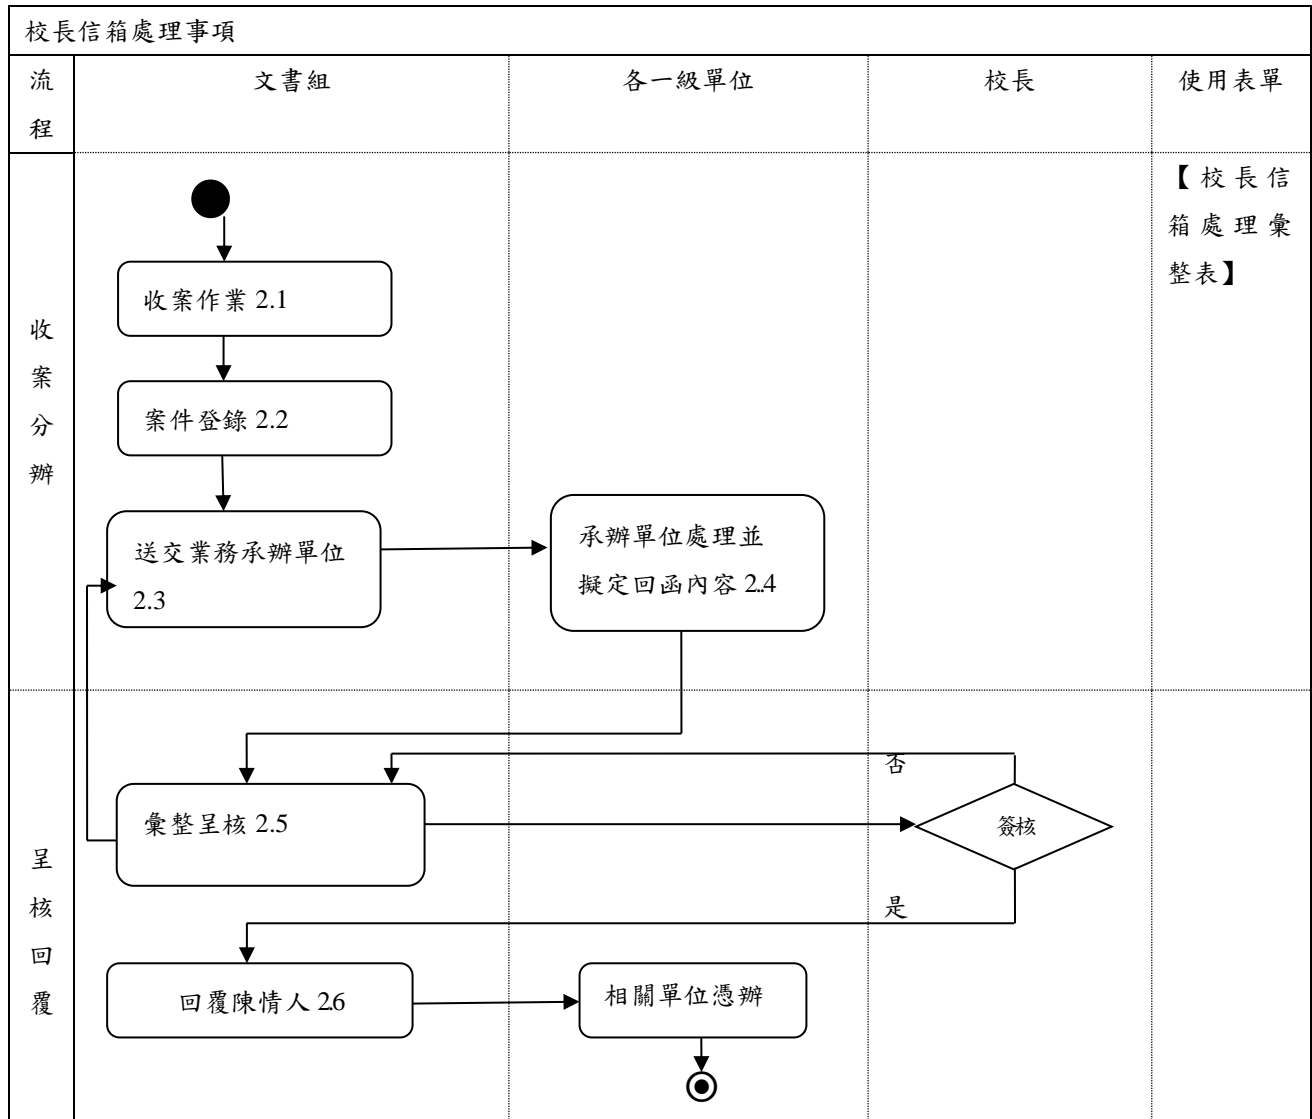 校長信箱處理事項
流
程
文書組
各一級單位
校長
使用表單
收
案
分
辦
【校長信
箱處理彙
整表】
收案作業 2.1
案件登錄 2.2
送交業務承辦單位
2.3
承辦單位處理並
擬定回函內容 2.4
呈
核
回
覆
否
彙整呈核 2.5
簽核
是
回覆陳情人 2.6
相關單位憑辦